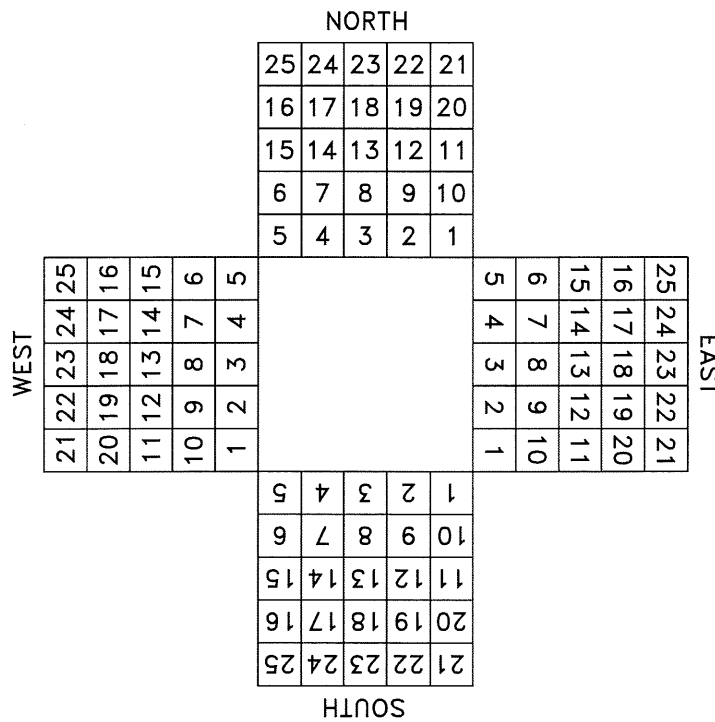 NORTH
25 24 23 22 21
16 17 18 19 20
15 14 13 12 11
6 7 8 9 10
5 4 3 2 1
WEST
21 22 23 24 25
20 19 18 17 16
11 12 13 14 15
10 9 8 7 6
1 2 3 4 5
EAST
25 24 23 22 21
16 17 18 19 20
15 14 13 12 11
6 7 8 9 10
5 4 3 2 1
SOUTH
21 22 23 24 25
20 19 18 17 16
11 12 13 14 15
10 9 8 7 6
1 2 3 4 5